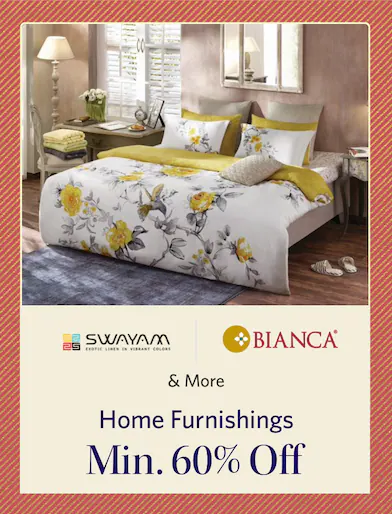 SWAYAM
EXOTIC LINEN IN VIBRANT COLORS
BIANCA®
& More
Home Furnishings
Min. 60% Off